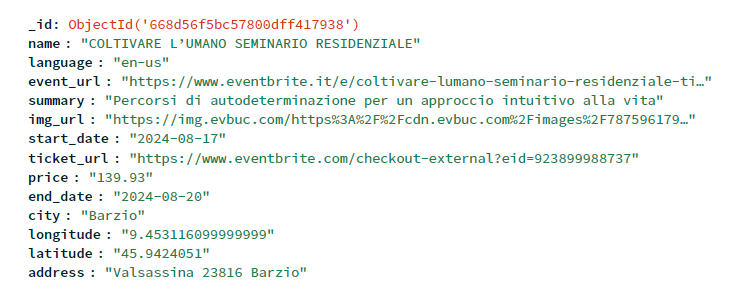 _id: ObjectId('668d56f5bc57800dff417938')
name : "COLTIVARE L’UMANO SEMINARIO RESIDENZIALE"
language : "en-us"
event_url : "https://www.eventbrite.it/e/coltivare-lumano-seminario-residenziale-ti…"
summary : "Percorsi di autodeterminazione per un approccio intuitivo alla vita"
img_url : "https://img.evbuc.com/https%3A%2F%2Fcdn.evbuc.com%2Fimages%2F787596179…"
start_date : "2024-08-17"
ticket_url : "https://www.eventbrite.com/checkout-external?eid=923899988737"
price : "139.93"
end_date : "2024-08-20"
city : "Barzio"
longitude : "9.453116099999999"
latitude : "45.9424051"
address : "Valsassina 23816 Barzio"